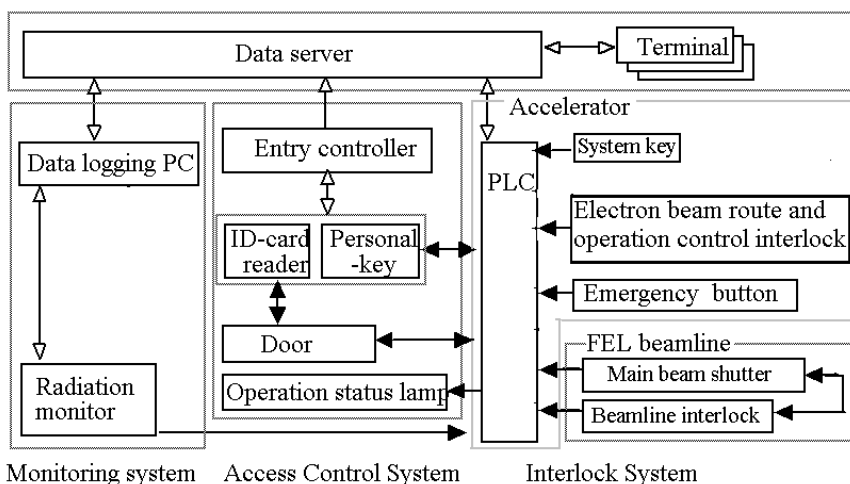 Data server
Terminal
Accelerator
Data logging PC
Entry controller
PLC
System key
ID-card
reader
Personal
-key
Electron beam route and
operation control interlock
Emergency button
Door
FEL beamline
Radiation
monitor
Operation status lamp
Main beam shutter
Beamline interlock
Monitoring system
Access Control System
Interlock System